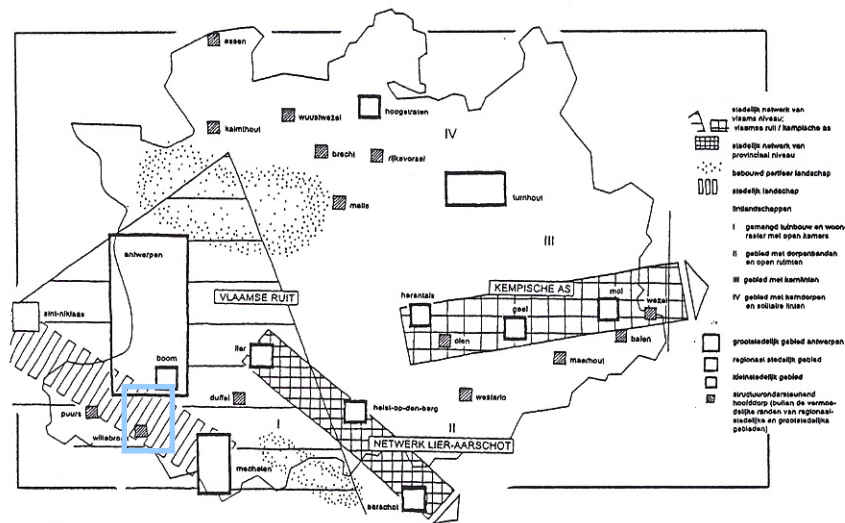 essen
wuustwezel
hoogstraten
kalmthout
IV
brecht
rijkevorsel
malle
turnhout
antwerpen
III
VLAAMSE RUIT
KEMPISCHE AS
herentals
geel
mol
wezel
sint-niklaas
olen
balen
boom
lier
meerhout
duffel
westerlo
puurs
heist-op-den-berg
willebroek
I
II
NETWERK LIER-AARSCHOT
mechelen
aarschot
stedelijk netwerk van
vlaams niveau;
vlaamse ruit / kempische as
stedelijk netwerk van
provinciaal niveau
bebouwd perifeer landschap
stedelijk landschap
lintlandschappen
I gemengd tuinbouw en woon-
raster met open kamers
II gebied met dorpenbanden
en open ruimten
III gebied met kernlinten
IV gebied met kerndorpen
en solitaire linten
grootstedelijk gebied antwerpen
regionaal stedelijk gebied
kleinstedelijk gebied
structuurondersteunend
hoofddorp (buiten de vermoe-
delijke randen van regionaal-
stedelijke en grootstedelijke
gebieden)